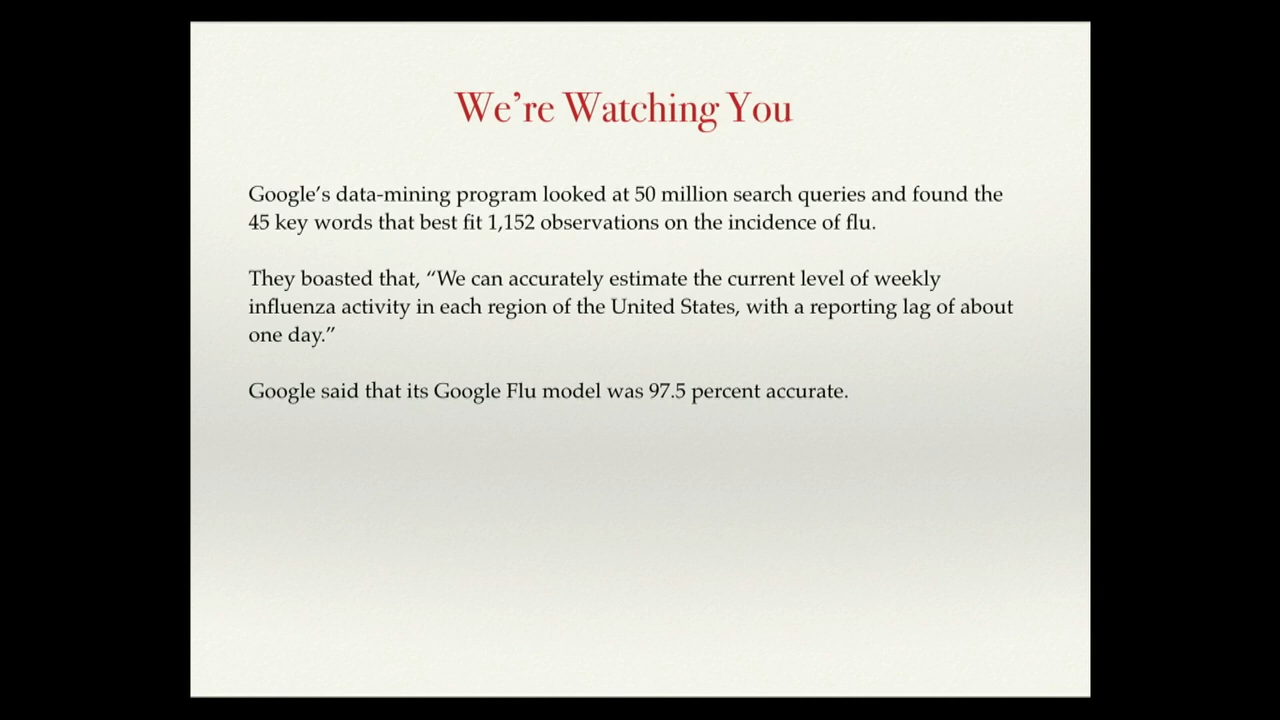 We're Watching You
Google's data-mining program looked at 50 million search queries and found the
45 key words that best fit 1,152 observations on the incidence of flu.
They boasted that, “We can accurately estimate the current level of weekly
influenza activity in each region of the United States, with a reporting lag of about
one day.”
Google said that its Google Flu model was 97.5 percent accurate.